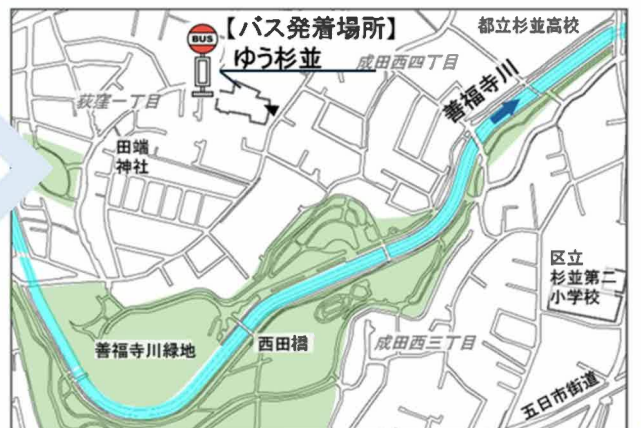 【バス発着場所】
都立杉並高校
BUS
ゆう杉並
成田西四丁目
善福寺川
荻窪一丁目
田端
神社
区立
杉並第二
小学校
善福寺川緑地
西田橋
成田西三丁目
五日市街道